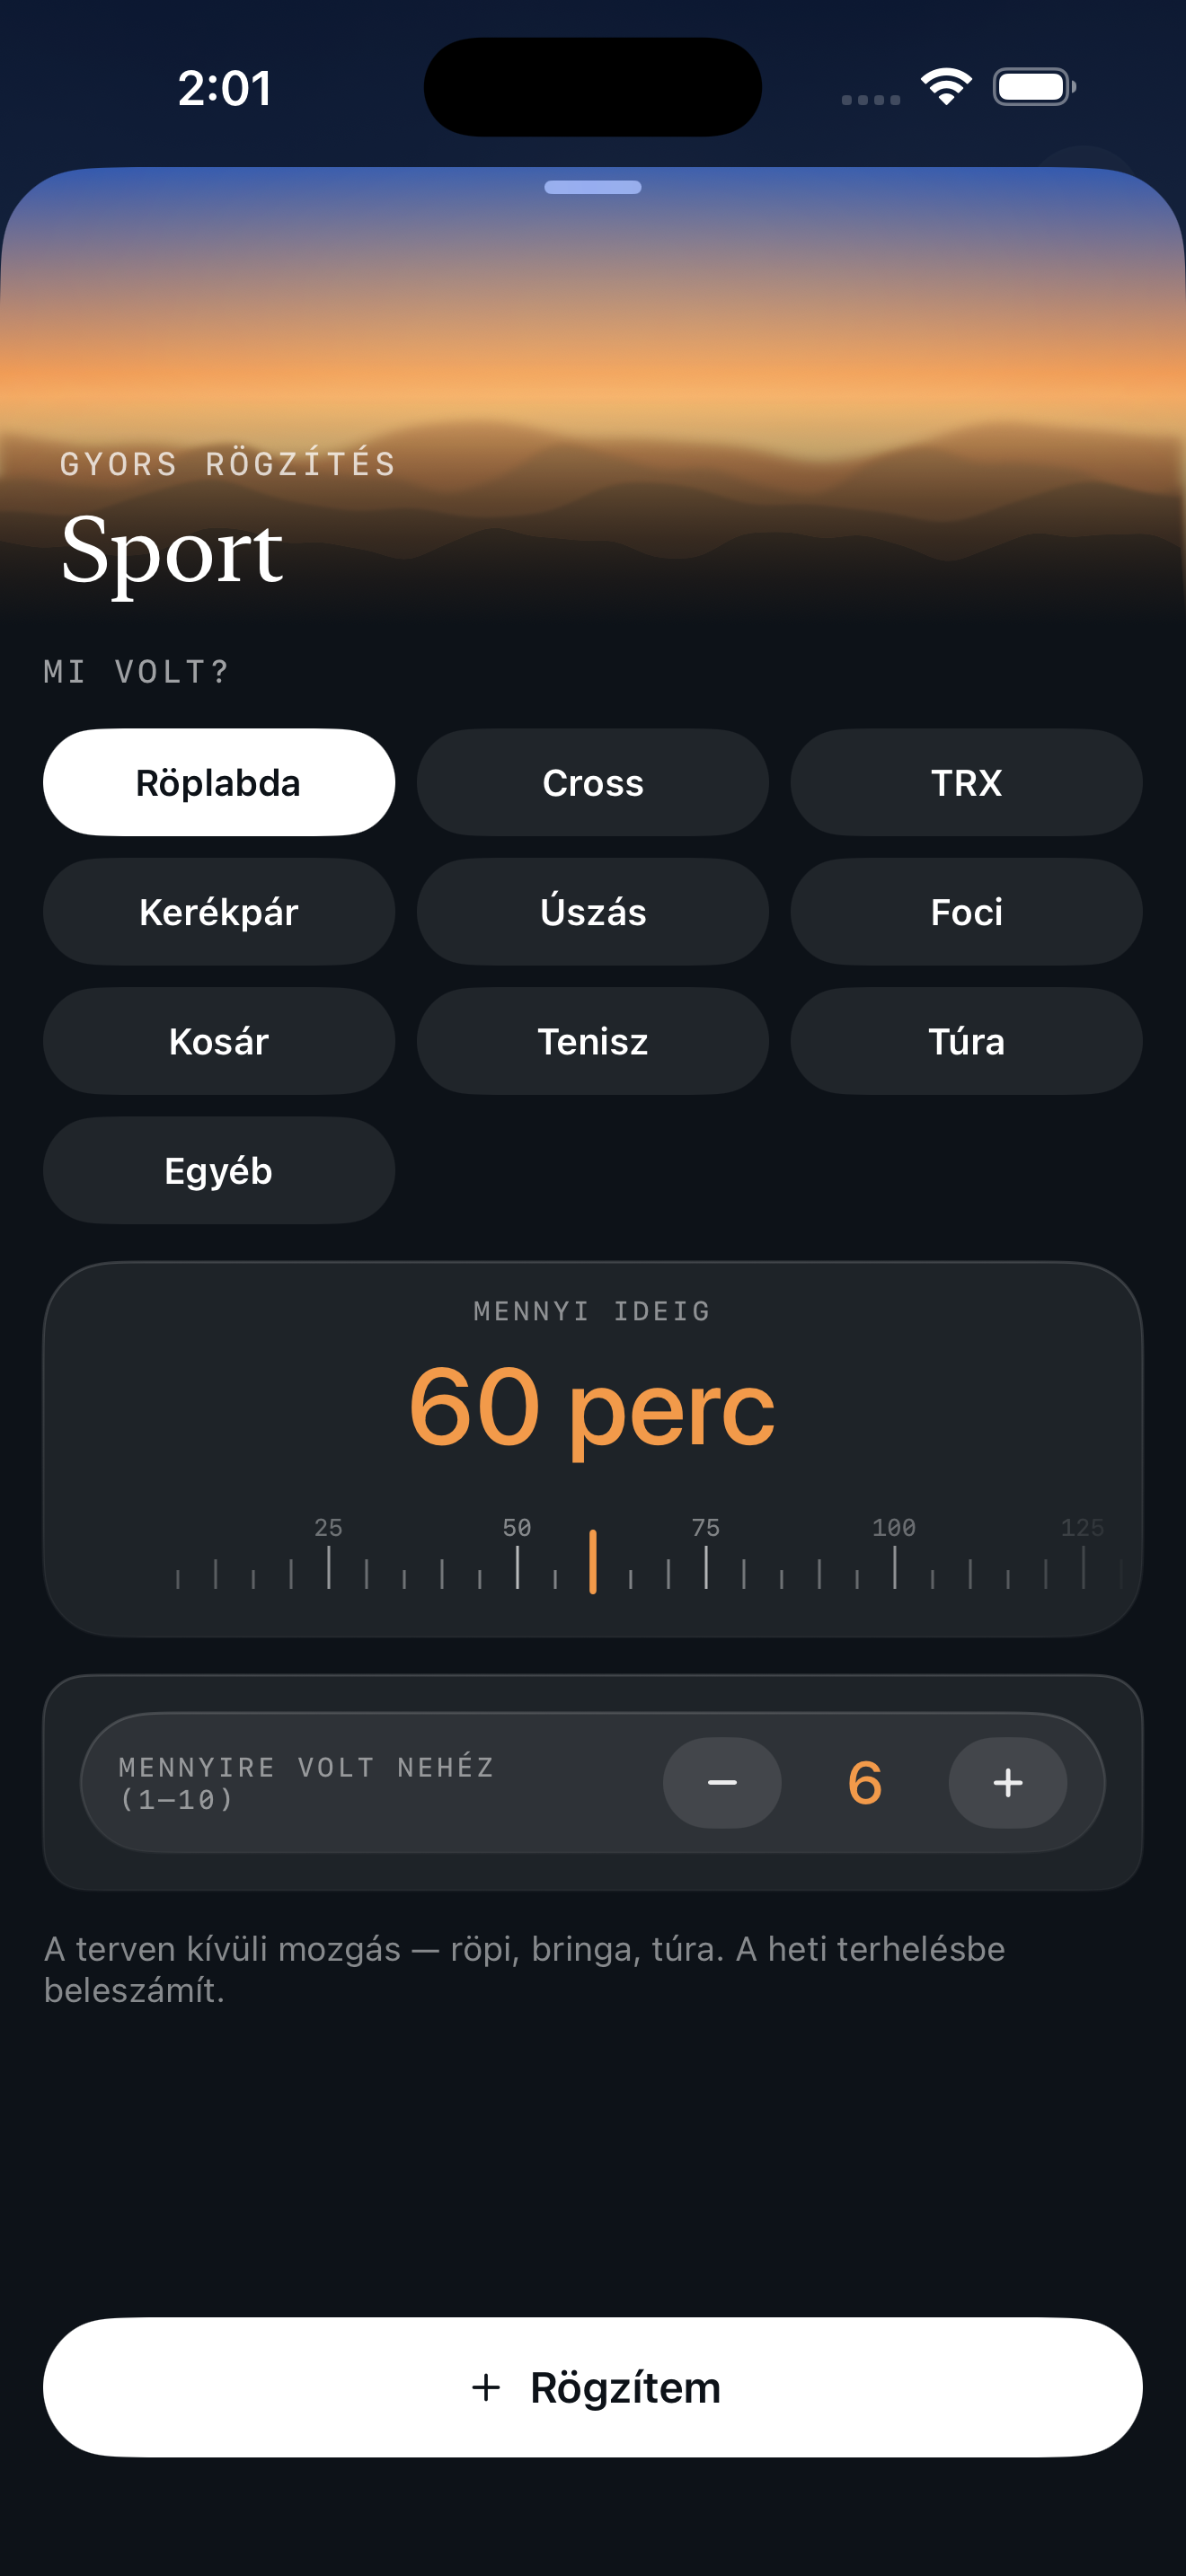 2:01
GYORS RÖGZÍTÉS
Sport
MI VOLT?
Röplabda
Cross
TRX
Kerékpár
Úszás
Foci
Kosár
Tenisz
Túra
Egyéb
MENNYI IDEIG
60 perc
25 50 75 100 125
MENNYIRE VOLT NEHÉZ
(1–10)
− 6 +
A terven kívüli mozgás — röpi, bringa, túra. A heti terhelésbe
beleszámít.
+ Rögzítem